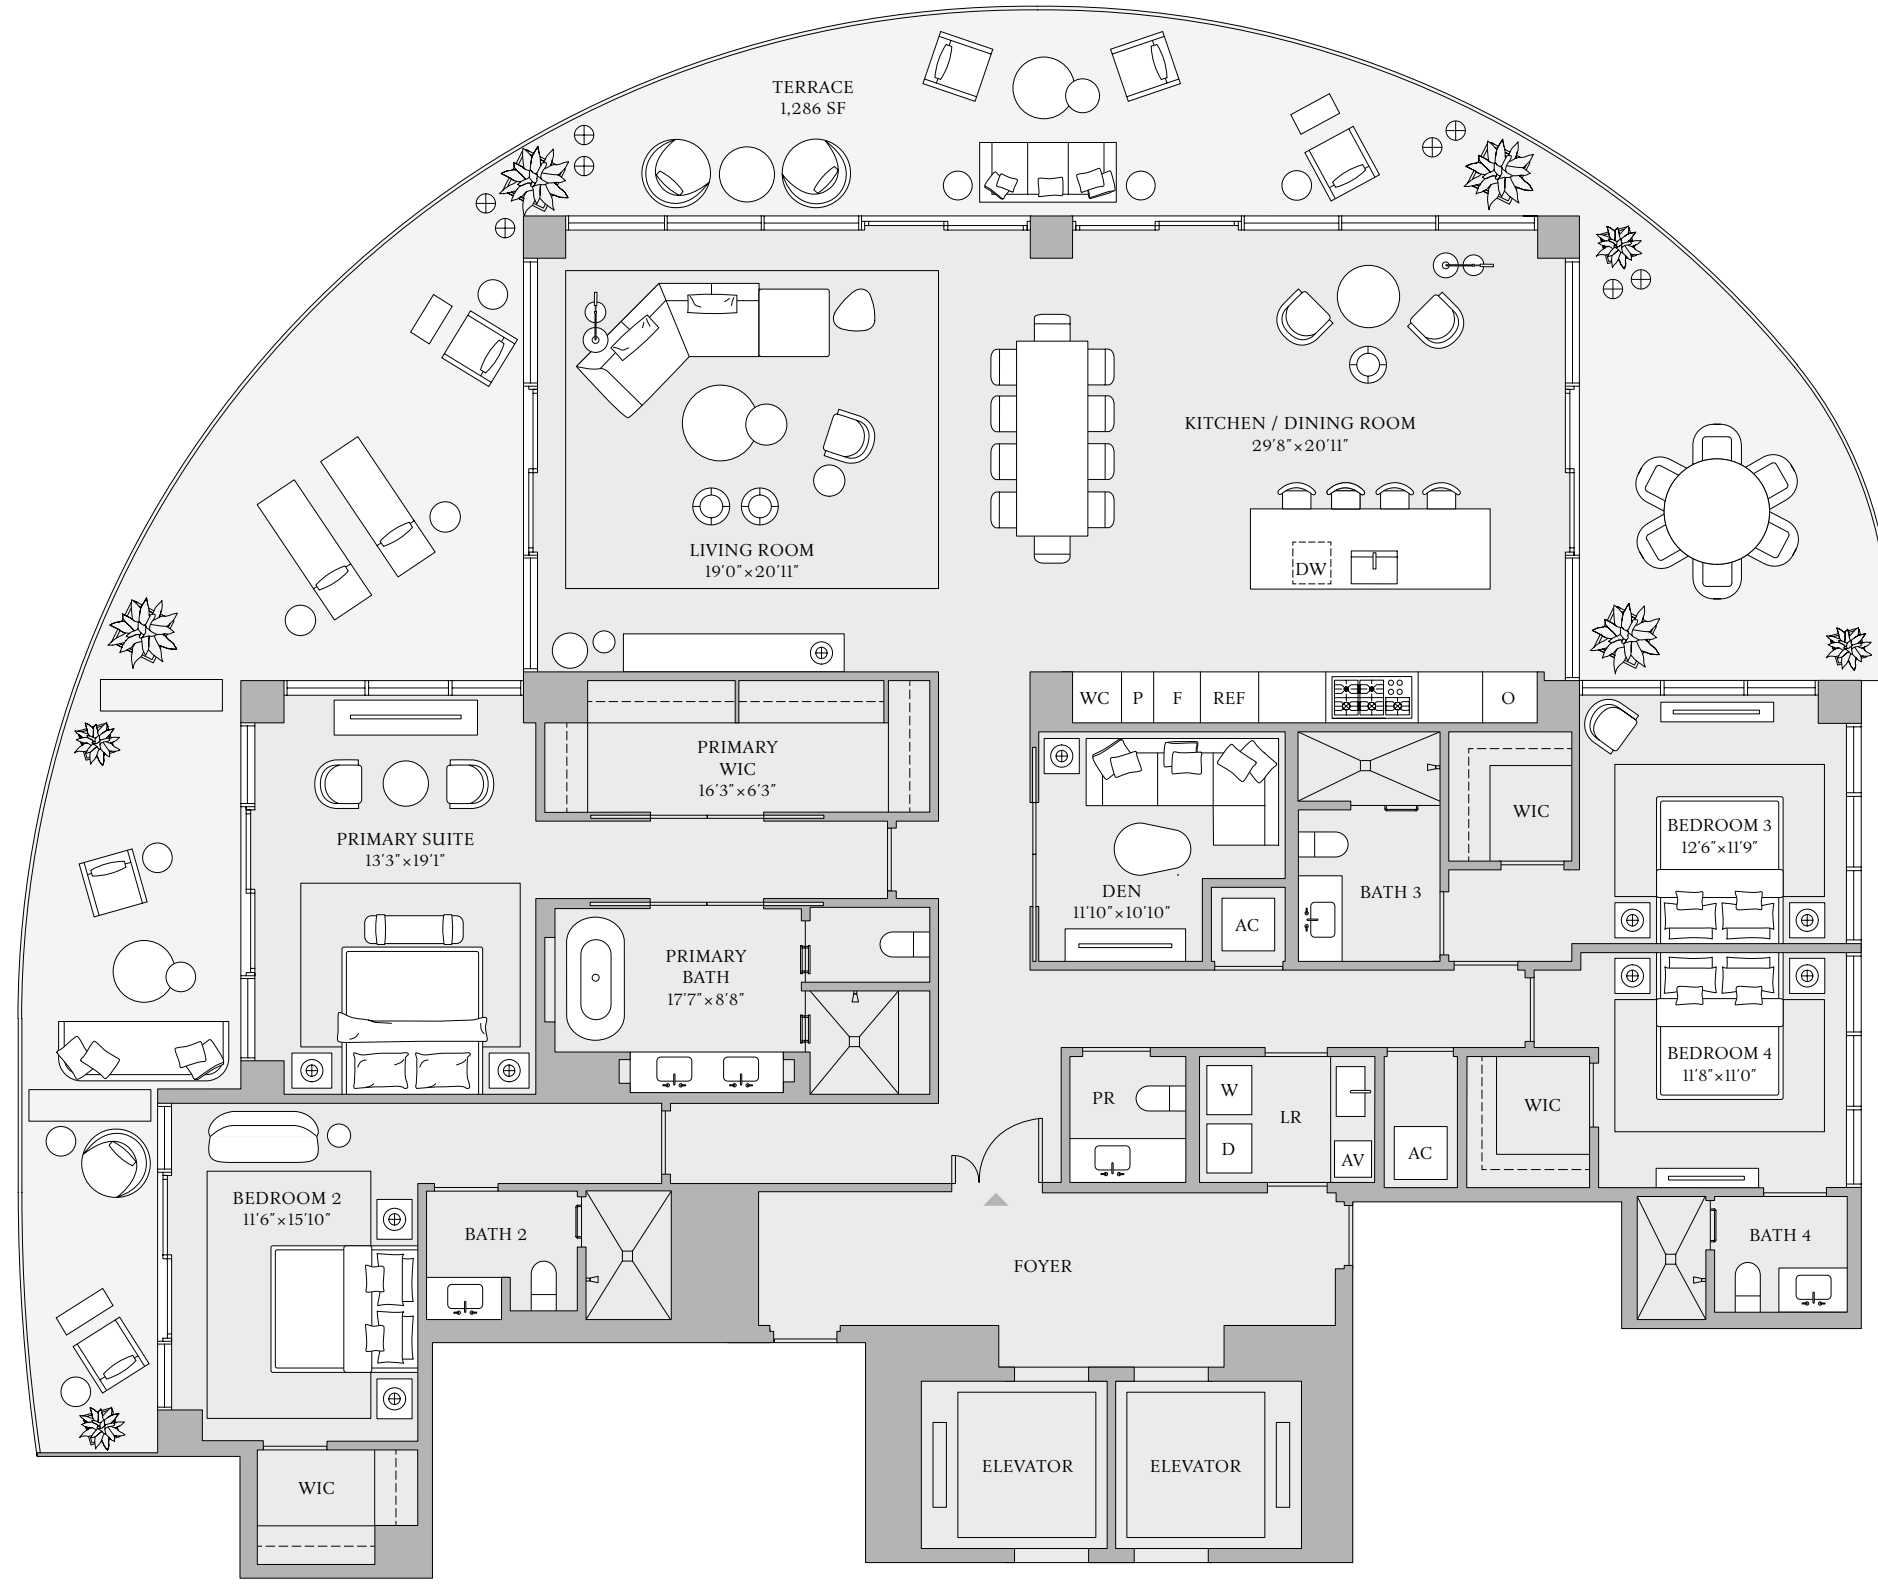 TERRACE
1,286 SF
KITCHEN / DINING ROOM
29'8"×20'11"
LIVING ROOM
19'0"×20'11"
DW
WC
P
F
REF
O
PRIMARY
WIC
16'3"×6'3"
PRIMARY SUITE
13'3"×19'1"
WIC
BEDROOM 3
12'6"×11'9"
DEN
11'10"×10'10"
BATH 3
AC
PRIMARY
BATH
17'7"×8'8"
BEDROOM 4
11'8"×11'0"
PR
W
D
LR
AV
AC
WIC
BEDROOM 2
11'6"×15'10"
BATH 2
BATH 4
FOYER
ELEVATOR
ELEVATOR
WIC